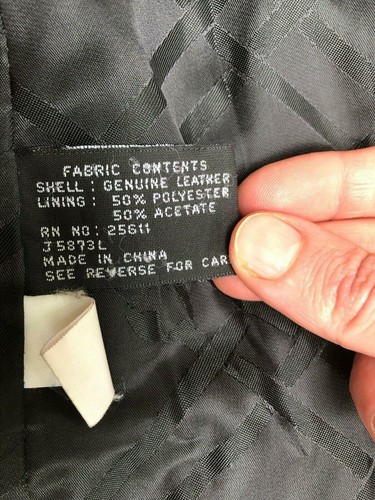 FABRIC CONTENTS
SHELL: GENUINE LEATHER
LINING: 50% POLYESTER
50% ACETATE
RN NO: 25611
J5873L
MADE IN CHINA
SEE REVERSE FOR CAR